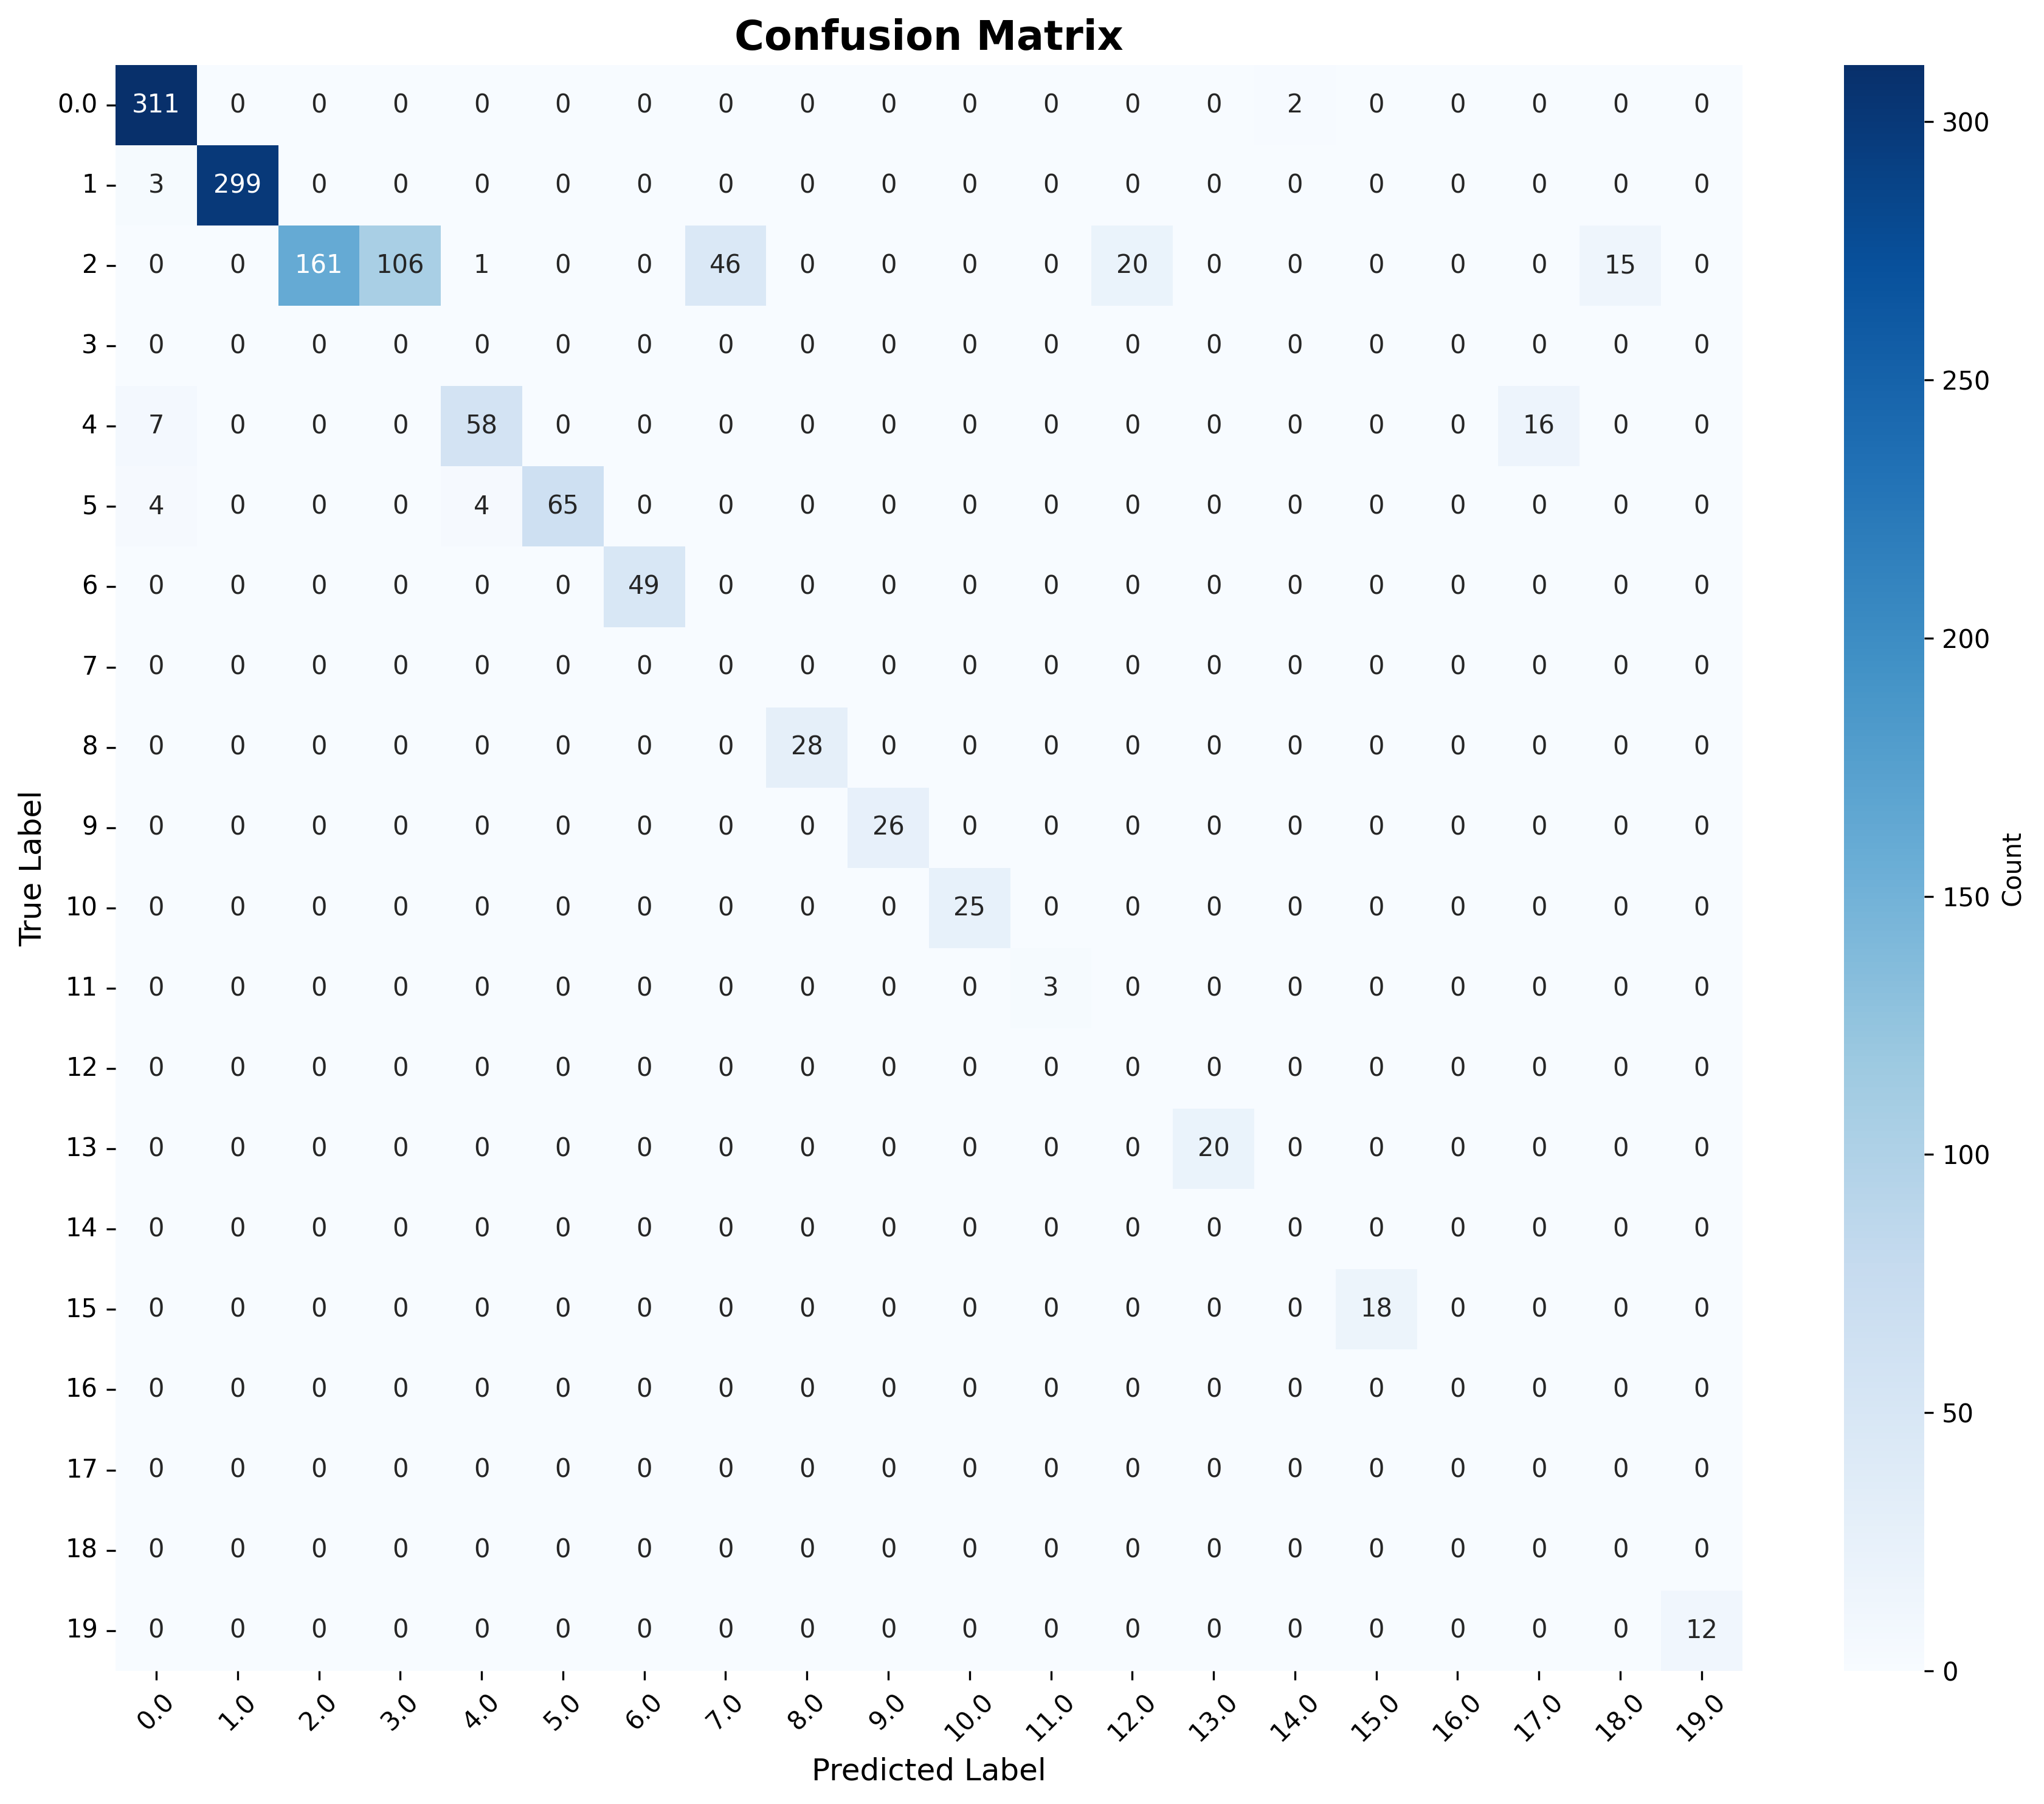 Confusion Matrix
0.0 311 0 0 0 0 0 0 0 0 0 0 0 0 0 2 0 0 0 0 0
1 3 299 0 0 0 0 0 0 0 0 0 0 0 0 0 0 0 0 0 0
2 0 0 161 106 1 0 0 46 0 0 0 0 20 0 0 0 0 0 15 0
3 0 0 0 0 0 0 0 0 0 0 0 0 0 0 0 0 0 0 0 0
4 7 0 0 0 58 0 0 0 0 0 0 0 0 0 0 0 0 16 0 0
5 4 0 0 0 4 65 0 0 0 0 0 0 0 0 0 0 0 0 0 0
6 0 0 0 0 0 0 49 0 0 0 0 0 0 0 0 0 0 0 0 0
7 0 0 0 0 0 0 0 0 0 0 0 0 0 0 0 0 0 0 0 0
8 0 0 0 0 0 0 0 0 28 0 0 0 0 0 0 0 0 0 0 0
9 0 0 0 0 0 0 0 0 0 26 0 0 0 0 0 0 0 0 0 0
10 0 0 0 0 0 0 0 0 0 0 25 0 0 0 0 0 0 0 0 0
11 0 0 0 0 0 0 0 0 0 0 0 3 0 0 0 0 0 0 0 0
12 0 0 0 0 0 0 0 0 0 0 0 0 0 0 0 0 0 0 0 0
13 0 0 0 0 0 0 0 0 0 0 0 0 0 20 0 0 0 0 0 0
14 0 0 0 0 0 0 0 0 0 0 0 0 0 0 0 0 0 0 0 0
15 0 0 0 0 0 0 0 0 0 0 0 0 0 0 0 18 0 0 0 0
16 0 0 0 0 0 0 0 0 0 0 0 0 0 0 0 0 0 0 0 0
17 0 0 0 0 0 0 0 0 0 0 0 0 0 0 0 0 0 0 0 0
18 0 0 0 0 0 0 0 0 0 0 0 0 0 0 0 0 0 0 0 0
19 0 0 0 0 0 0 0 0 0 0 0 0 0 0 0 0 0 0 0 12
0.0 1.0 2.0 3.0 4.0 5.0 6.0 7.0 8.0 9.0 10.0 11.0 12.0 13.0 14.0 15.0 16.0 17.0 18.0 19.0
Predicted Label
True Label
300
250
200
150
100
50
0
Count